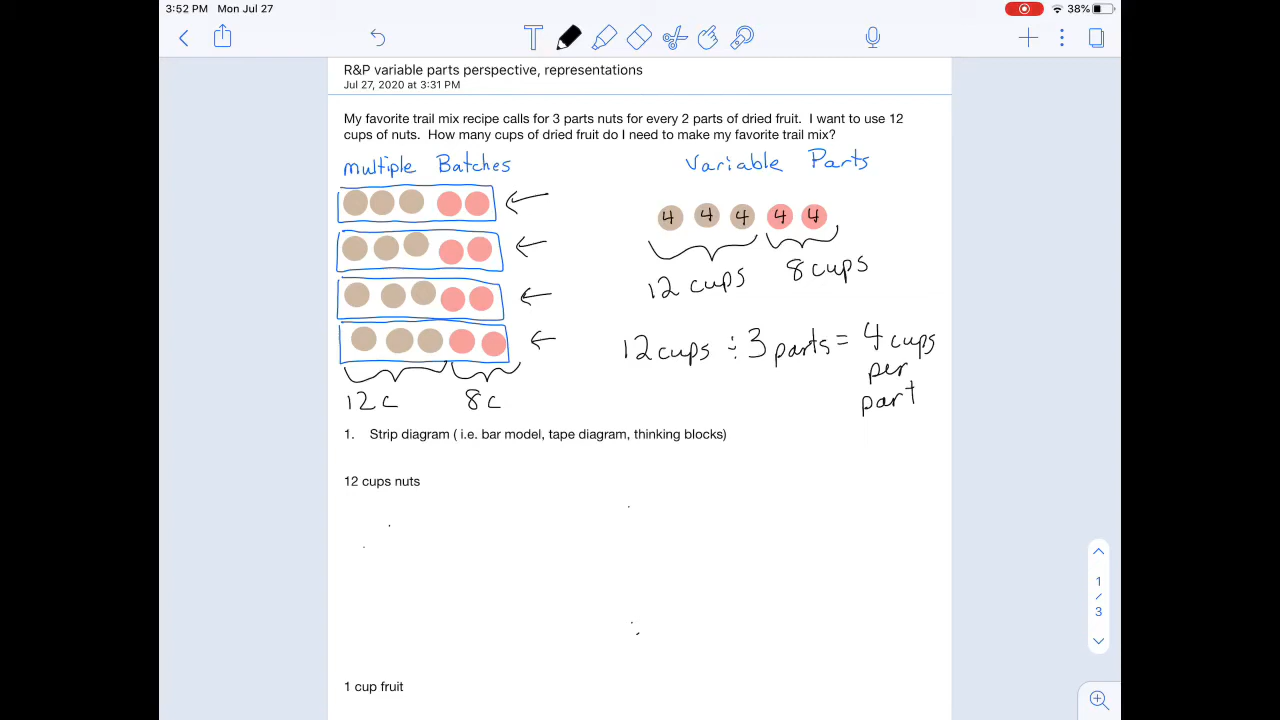 3:52 PM Mon Jul 27
38%
R&P variable parts perspective, representations
Jul 27, 2020 at 3:31 PM
My favorite trail mix recipe calls for 3 parts nuts for every 2 parts of dried fruit. I want to use 12
cups of nuts. How many cups of dried fruit do I need to make my favorite trail mix?
multiple Batches
Variable Parts
4 4 4 4 4
12 cups
8 cups
12 cups ÷ 3 parts = 4 cups
per
part
12 c
8 c
1. Strip diagram ( i.e. bar model, tape diagram, thinking blocks)
12 cups nuts
1 cup fruit
1
/
3